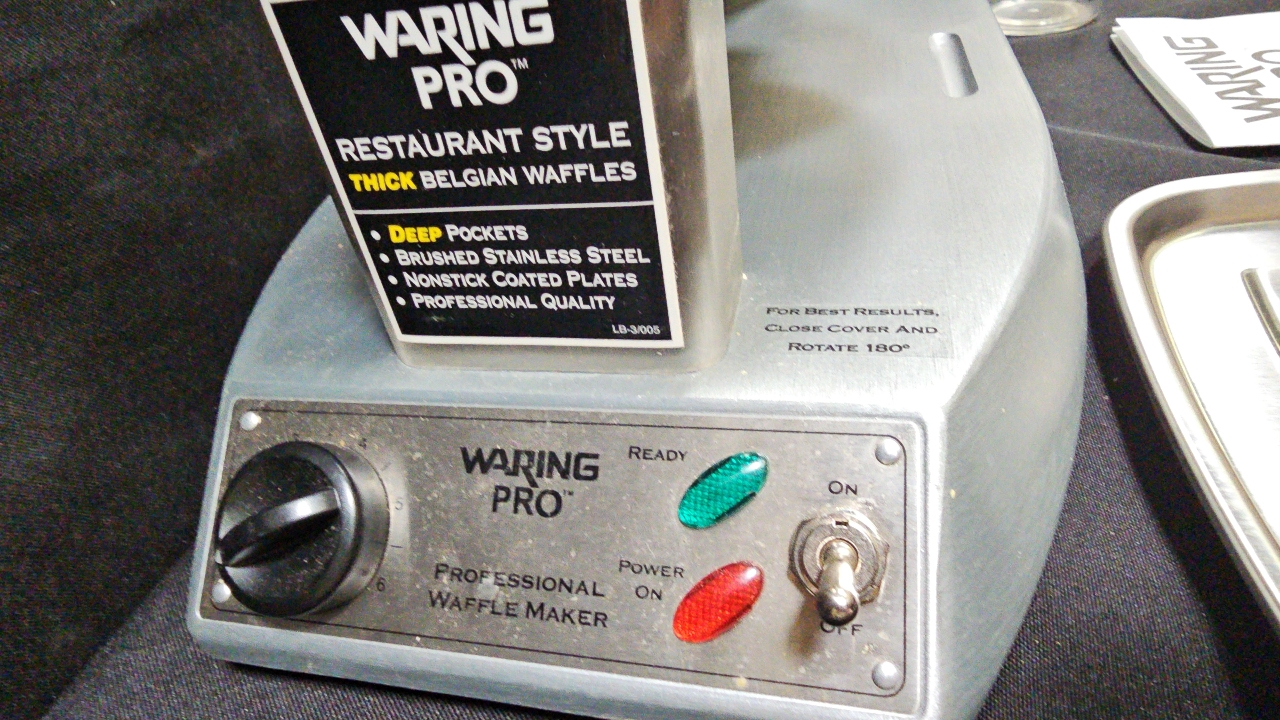 WARING
PRO™
RESTAURANT STYLE
THICK BELGIAN WAFFLES
• DEEP POCKETS
• BRUSHED STAINLESS STEEL
• NONSTICK COATED PLATES
• PROFESSIONAL QUALITY
LB-3/005
WARING
FOR BEST RESULTS,
CLOSE COVER AND
ROTATE 180°
4
5
6
WARING
PRO™
PROFESSIONAL
WAFFLE MAKER
READY
POWER
ON
ON
OFF